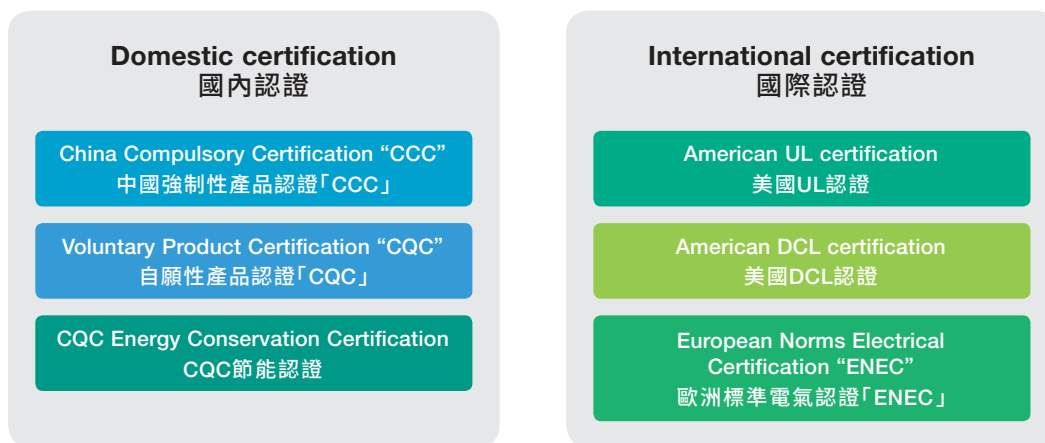 Domestic certification
國內認證
China Compulsory Certification “CCC”
中國強制性產品認證「CCC」
Voluntary Product Certification “CQC”
自願性產品認證「CQC」
CQC Energy Conservation Certification
CQC節能認證
International certification
國際認證
American UL certification
美國UL認證
American DCL certification
美國DCL認證
European Norms Electrical
Certification “ENEC”
歐洲標準電氣認證「ENEC」